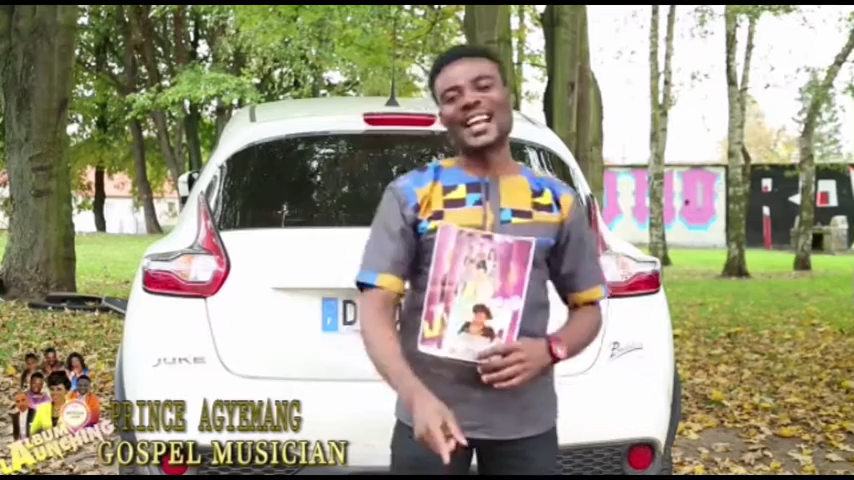 JUKE
D
PRINCE AGYEMANG
GOSPEL MUSICIAN
ALBUM
LAUNCHING